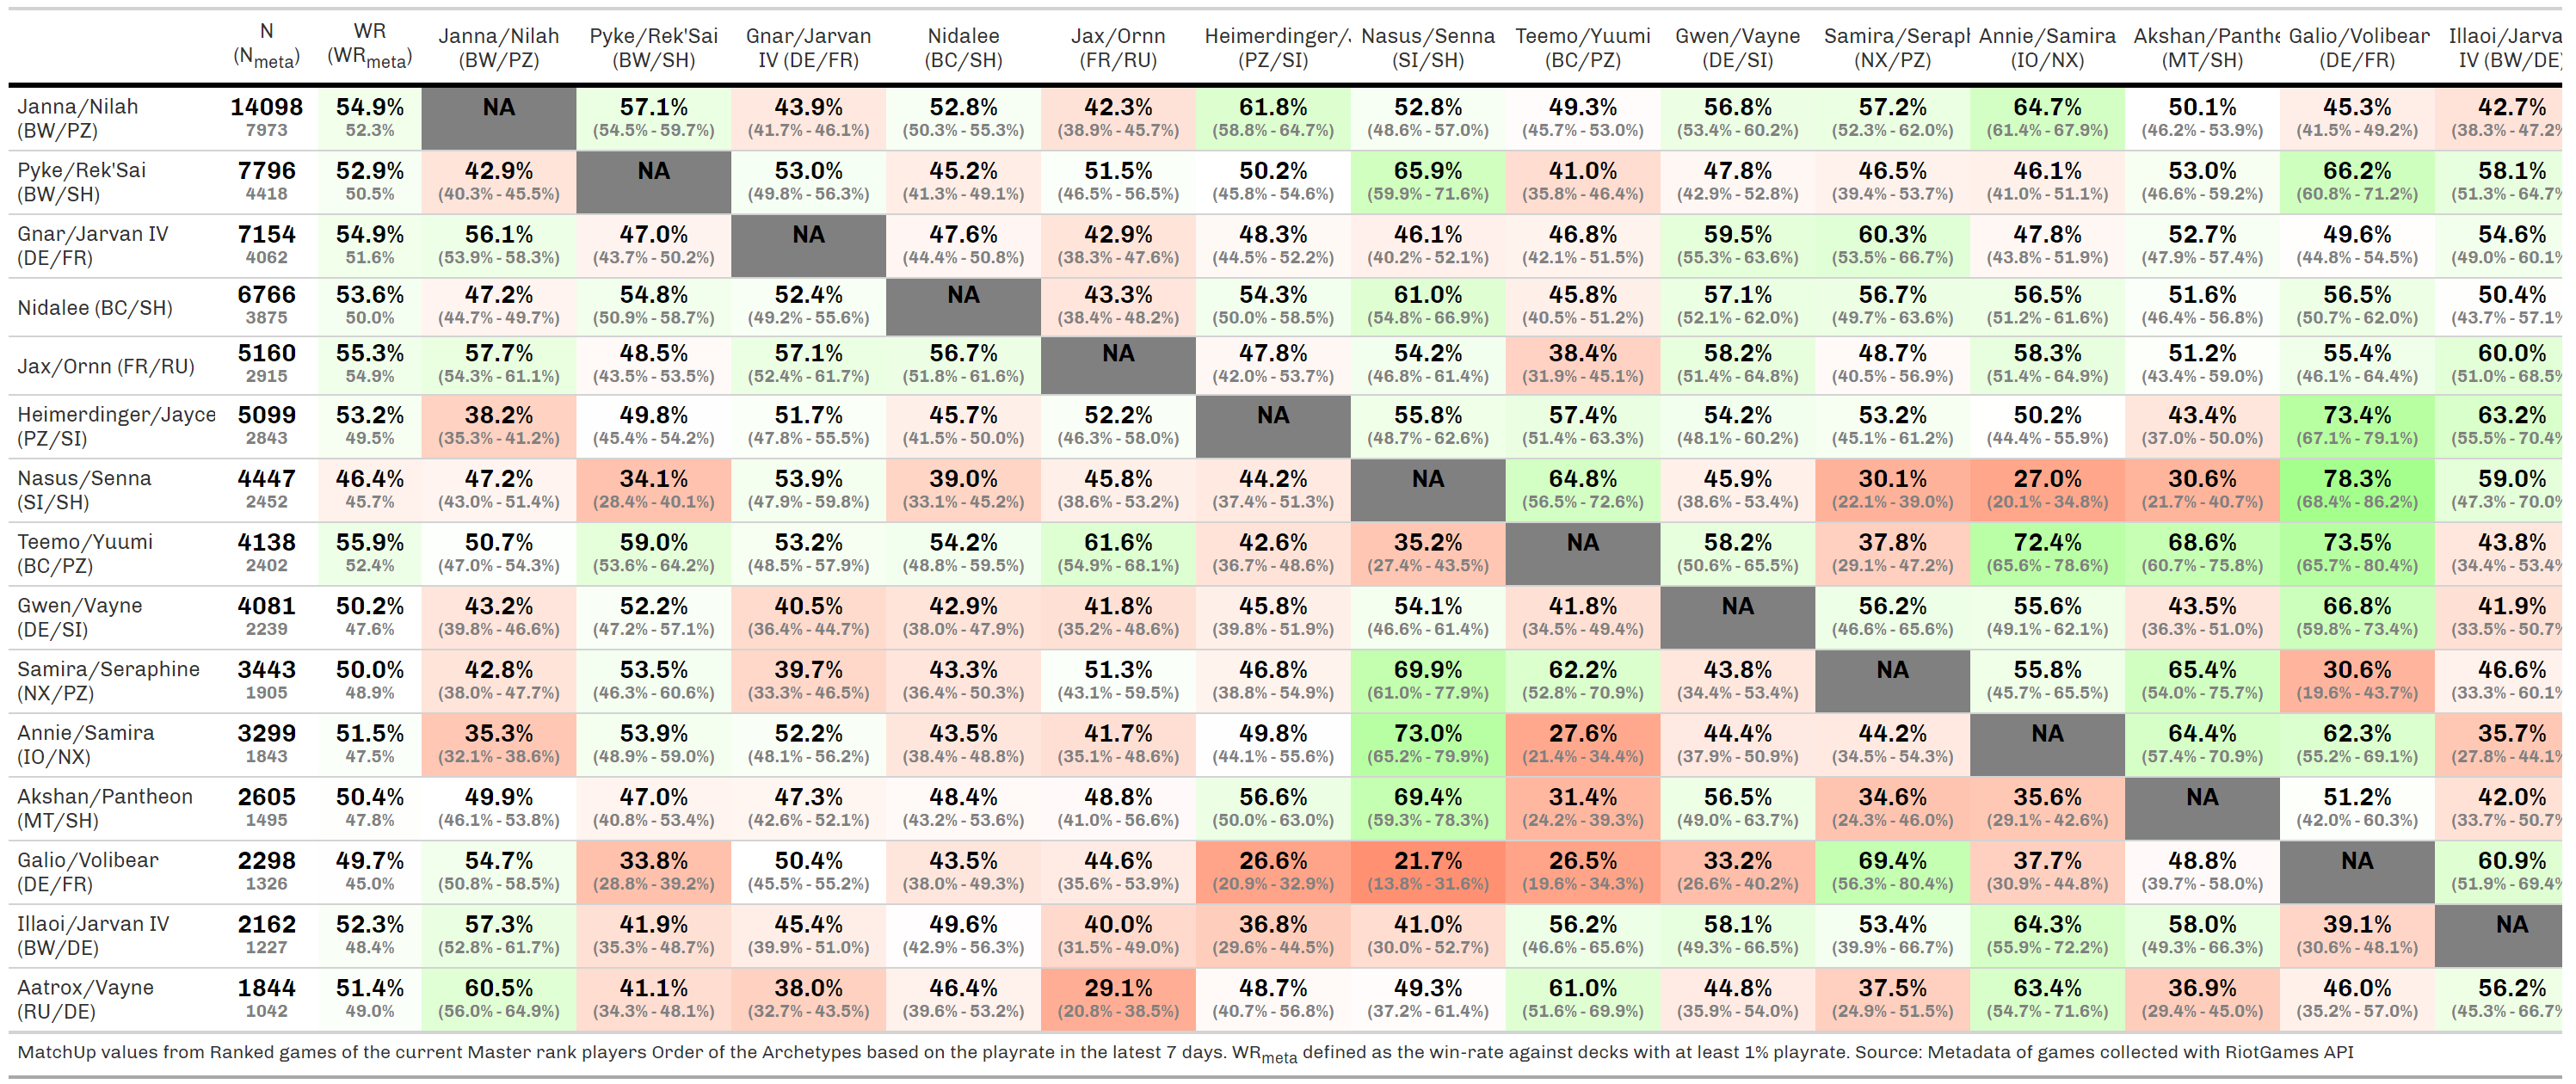 N WR Janna/Nilah Pyke/Rek'Sai Gnar/Jarvan Nidalee Jax/Ornn Heimerdinger/J Nasus/Senna Teemo/Yuumi Gwen/Vayne Samira/Seraph Annie/Samira Akshan/Panthe Galio/Volibear Illaoi/Jarva
(Nmeta) (WRmeta) (BW/PZ) (BW/SH) IV (DE/FR) (BC/SH) (FR/RU) (PZ/SI) (SI/SH) (BC/PZ) (DE/SI) (NX/PZ) (IO/NX) (MT/SH) (DE/FR) IV (BW/DE)
Janna/Nilah 14098 54.9% NA 57.1% 43.9% 52.8% 42.3% 61.8% 52.8% 49.3% 56.8% 57.2% 64.7% 50.1% 45.3% 42.7%
(BW/PZ) 7973 52.3% (54.5% - 59.7%) (41.7% - 46.1%) (50.3% - 55.3%) (38.9% - 45.7%) (58.8% - 64.7%) (48.6% - 57.0%) (45.7% - 53.0%) (53.4% - 60.2%) (52.3% - 62.0%) (61.4% - 67.9%) (46.2% - 53.9%) (41.5% - 49.2%) (38.3% - 47.2%
Pyke/Rek'Sai 7796 52.9% 42.9% NA 53.0% 45.2% 51.5% 50.2% 65.9% 41.0% 47.8% 46.5% 46.1% 53.0% 66.2% 58.1%
(BW/SH) 4418 50.5% (40.3% - 45.5%) (49.8% - 56.3%) (41.3% - 49.1%) (46.5% - 56.5%) (45.8% - 54.6%) (59.9% - 71.6%) (35.8% - 46.4%) (42.9% - 52.8%) (39.4% - 53.7%) (41.0% - 51.1%) (46.6% - 59.2%) (60.8% - 71.2%) (51.3% - 64.7%
Gnar/Jarvan IV 7154 54.9% 56.1% 47.0% NA 47.6% 42.9% 48.3% 46.1% 46.8% 59.5% 60.3% 47.8% 52.7% 49.6% 54.6%
(DE/FR) 4062 51.6% (53.9% - 58.3%) (43.7% - 50.2%) (44.4% - 50.8%) (38.3% - 47.6%) (44.5% - 52.2%) (40.2% - 52.1%) (42.1% - 51.5%) (55.3% - 63.6%) (53.5% - 66.7%) (43.8% - 51.9%) (47.9% - 57.4%) (44.8% - 54.5%) (49.0% - 60.1%
Nidalee (BC/SH) 6766 53.6% 47.2% 54.8% 52.4% NA 43.3% 54.3% 61.0% 45.8% 57.1% 56.7% 56.5% 51.6% 56.5% 50.4%
3875 50.0% (44.7% - 49.7%) (50.9% - 58.7%) (49.2% - 55.6%) (38.4% - 48.2%) (50.0% - 58.5%) (54.8% - 66.9%) (40.5% - 51.2%) (52.1% - 62.0%) (49.7% - 63.6%) (51.2% - 61.6%) (46.4% - 56.8%) (50.7% - 62.0%) (43.7% - 57.1%
Jax/Ornn (FR/RU) 5160 55.3% 57.7% 48.5% 57.1% 56.7% NA 47.8% 54.2% 38.4% 58.2% 48.7% 58.3% 51.2% 55.4% 60.0%
2915 54.9% (54.3% - 61.1%) (43.5% - 53.5%) (52.4% - 61.7%) (51.8% - 61.6%) (42.0% - 53.7%) (46.8% - 61.4%) (31.9% - 45.1%) (51.4% - 64.8%) (40.5% - 56.9%) (51.4% - 64.9%) (43.4% - 59.0%) (46.1% - 64.4%) (51.0% - 68.5%
Heimerdinger/Jayce 5099 53.2% 38.2% 49.8% 51.7% 45.7% 52.2% NA 55.8% 57.4% 54.2% 53.2% 50.2% 43.4% 73.4% 63.2%
(PZ/SI) 2843 49.5% (35.3% - 41.2%) (45.4% - 54.2%) (47.8% - 55.5%) (41.5% - 50.0%) (46.3% - 58.0%) (48.7% - 62.6%) (51.4% - 63.3%) (48.1% - 60.2%) (45.1% - 61.2%) (44.4% - 55.9%) (37.0% - 50.0%) (67.1% - 79.1%) (55.5% - 70.4%
Nasus/Senna 4447 46.4% 47.2% 34.1% 53.9% 39.0% 45.8% 44.2% NA 64.8% 45.9% 30.1% 27.0% 30.6% 78.3% 59.0%
(SI/SH) 2452 45.7% (43.0% - 51.4%) (28.4% - 40.1%) (47.9% - 59.8%) (33.1% - 45.2%) (38.6% - 53.2%) (37.4% - 51.3%) (56.5% - 72.6%) (38.6% - 53.4%) (22.1% - 39.0%) (20.1% - 34.8%) (21.7% - 40.7%) (68.4% - 86.2%) (47.3% - 70.0%
Teemo/Yuumi 4138 55.9% 50.7% 59.0% 53.2% 54.2% 61.6% 42.6% 35.2% NA 58.2% 37.8% 72.4% 68.6% 73.5% 43.8%
(BC/PZ) 2402 52.4% (47.0% - 54.3%) (53.6% - 64.2%) (48.5% - 57.9%) (48.8% - 59.5%) (54.9% - 68.1%) (36.7% - 48.6%) (27.4% - 43.5%) (50.6% - 65.5%) (29.1% - 47.2%) (65.6% - 78.6%) (60.7% - 75.8%) (65.7% - 80.4%) (34.4% - 53.4%
Gwen/Vayne 4081 50.2% 43.2% 52.2% 40.5% 42.9% 41.8% 45.8% 54.1% 41.8% NA 56.2% 55.6% 43.5% 66.8% 41.9%
(DE/SI) 2239 47.6% (39.8% - 46.6%) (47.2% - 57.1%) (36.4% - 44.7%) (38.0% - 47.9%) (35.2% - 48.6%) (39.8% - 51.9%) (46.6% - 61.4%) (34.5% - 49.4%) (46.6% - 65.6%) (49.1% - 62.1%) (36.3% - 51.0%) (59.8% - 73.4%) (33.5% - 50.7%
Samira/Seraphine 3443 50.0% 42.8% 53.5% 39.7% 43.3% 51.3% 46.8% 69.9% 62.2% 43.8% NA 55.8% 65.4% 30.6% 46.6%
(NX/PZ) 1905 48.9% (38.0% - 47.7%) (46.3% - 60.6%) (33.3% - 46.5%) (36.4% - 50.3%) (43.1% - 59.5%) (38.8% - 54.9%) (61.0% - 77.9%) (52.8% - 70.9%) (34.4% - 53.4%) (45.7% - 65.5%) (54.0% - 75.7%) (19.6% - 43.7%) (33.3% - 60.1%
Annie/Samira 3299 51.5% 35.3% 53.9% 52.2% 43.5% 41.7% 49.8% 73.0% 27.6% 44.4% 44.2% NA 64.4% 62.3% 35.7%
(IO/NX) 1843 47.5% (32.1% - 38.6%) (48.9% - 59.0%) (48.1% - 56.2%) (38.4% - 48.8%) (35.1% - 48.6%) (44.1% - 55.6%) (65.2% - 79.9%) (21.4% - 34.4%) (37.9% - 50.9%) (34.5% - 54.3%) (57.4% - 70.9%) (55.2% - 69.1%) (27.8% - 44.1%
Akshan/Pantheon 2605 50.4% 49.9% 47.0% 47.3% 48.4% 48.8% 56.6% 69.4% 31.4% 56.5% 34.6% 35.6% NA 51.2% 42.0%
(MT/SH) 1495 47.8% (46.1% - 53.8%) (40.8% - 53.4%) (42.6% - 52.1%) (43.2% - 53.6%) (41.0% - 56.6%) (50.0% - 63.0%) (59.3% - 78.3%) (24.2% - 39.3%) (49.0% - 63.7%) (24.3% - 46.0%) (29.1% - 42.6%) (42.0% - 60.3%) (33.7% - 50.7%
Galio/Volibear 2298 49.7% 54.7% 33.8% 50.4% 43.5% 44.6% 26.6% 21.7% 26.5% 33.2% 69.4% 37.7% 48.8% NA 60.9%
(DE/FR) 1326 45.0% (50.8% - 58.5%) (28.8% - 39.2%) (45.5% - 55.2%) (38.0% - 49.3%) (35.6% - 53.9%) (20.9% - 32.9%) (13.8% - 31.6%) (19.6% - 34.3%) (26.6% - 40.2%) (56.3% - 80.4%) (30.9% - 44.8%) (39.7% - 58.0%) (51.9% - 69.4%
Illaoi/Jarvan IV 2162 52.3% 57.3% 41.9% 45.4% 49.6% 40.0% 36.8% 41.0% 56.2% 58.1% 53.4% 64.3% 58.0% 39.1% NA
(BW/DE) 1227 48.4% (52.8% - 61.7%) (35.3% - 48.7%) (39.9% - 51.0%) (42.9% - 56.3%) (31.5% - 49.0%) (29.6% - 44.5%) (30.0% - 52.7%) (46.6% - 65.6%) (49.3% - 66.5%) (39.9% - 66.7%) (55.9% - 72.2%) (49.3% - 66.3%) (30.6% - 48.1%)
Aatrox/Vayne 1844 51.4% 60.5% 41.1% 38.0% 46.4% 29.1% 48.7% 49.3% 61.0% 44.8% 37.5% 63.4% 36.9% 46.0% 56.2%
(RU/DE) 1042 49.0% (56.0% - 64.9%) (34.3% - 48.1%) (32.7% - 43.5%) (39.6% - 53.2%) (20.8% - 38.5%) (40.7% - 56.8%) (37.2% - 61.4%) (51.6% - 69.9%) (35.9% - 54.0%) (24.9% - 51.5%) (54.7% - 71.6%) (29.4% - 45.0%) (35.2% - 57.0%) (45.3% - 66.7%
MatchUp values from Ranked games of the current Master rank players Order of the Archetypes based on the playrate in the latest 7 days. WRmeta defined as the win-rate against decks with at least 1% playrate. Source: Metadata of games collected with RiotGames API